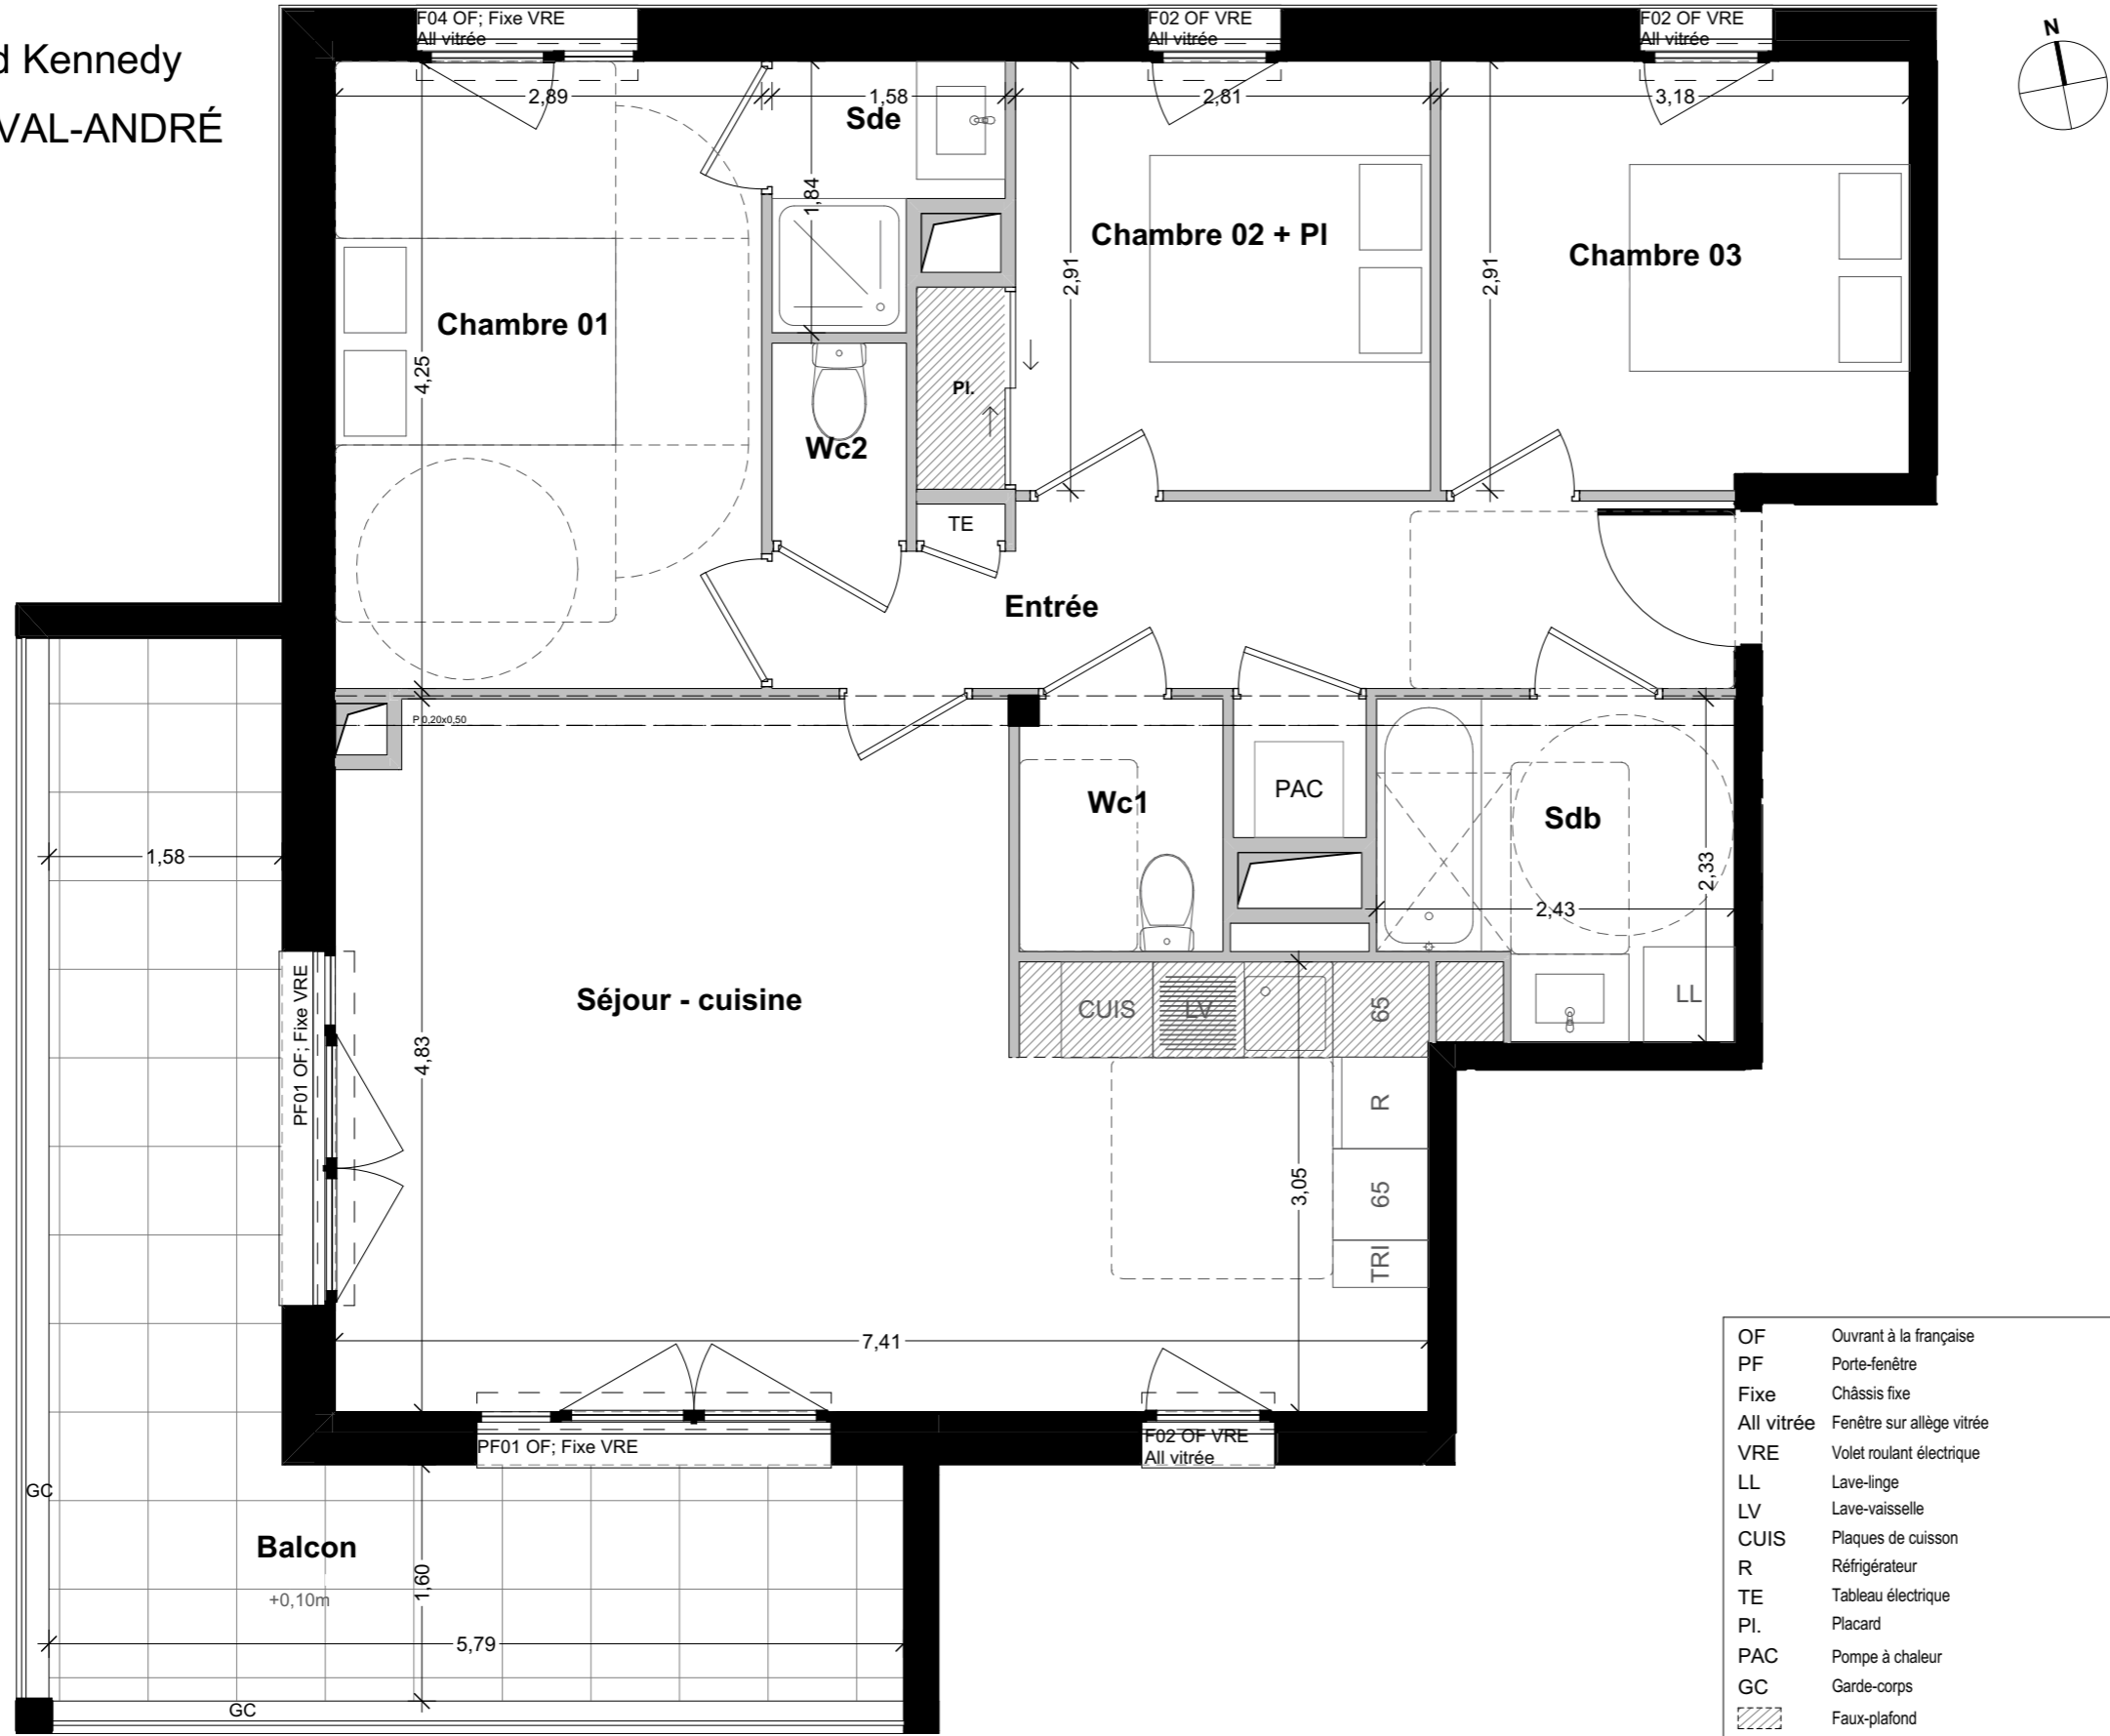 d Kennedy
VAL-ANDRÉ
F04 OF; Fixe VRE
All vitrée
F02 OF VRE
All vitrée
F02 OF VRE
All vitrée
N
2,89
1,58
2,81
3,18
Sde
1,84
Chambre 02 + Pl
Chambre 03
2,91
2,91
Chambre 01
4,25
Pl.
Wc2
TE
Entrée
P 0,20x0,50
PAC
Wc1
Sdb
1,58
2,33
2,43
Séjour - cuisine
CUIS
LV
65
LL
PF01 OF; Fixe VRE
4,83
R
3,05
65
TRI
7,41
PF01 OF; Fixe VRE
F02 OF VRE
All vitrée
GC
Balcon
+0,10m
1,60
5,79
GC
OF Ouvrant à la française
PF Porte-fenêtre
Fixe Châssis fixe
All vitrée Fenêtre sur allège vitrée
VRE Volet roulant électrique
LL Lave-linge
LV Lave-vaisselle
CUIS Plaques de cuisson
R Réfrigérateur
TE Tableau électrique
Pl. Placard
PAC Pompe à chaleur
GC Garde-corps
Faux-plafond